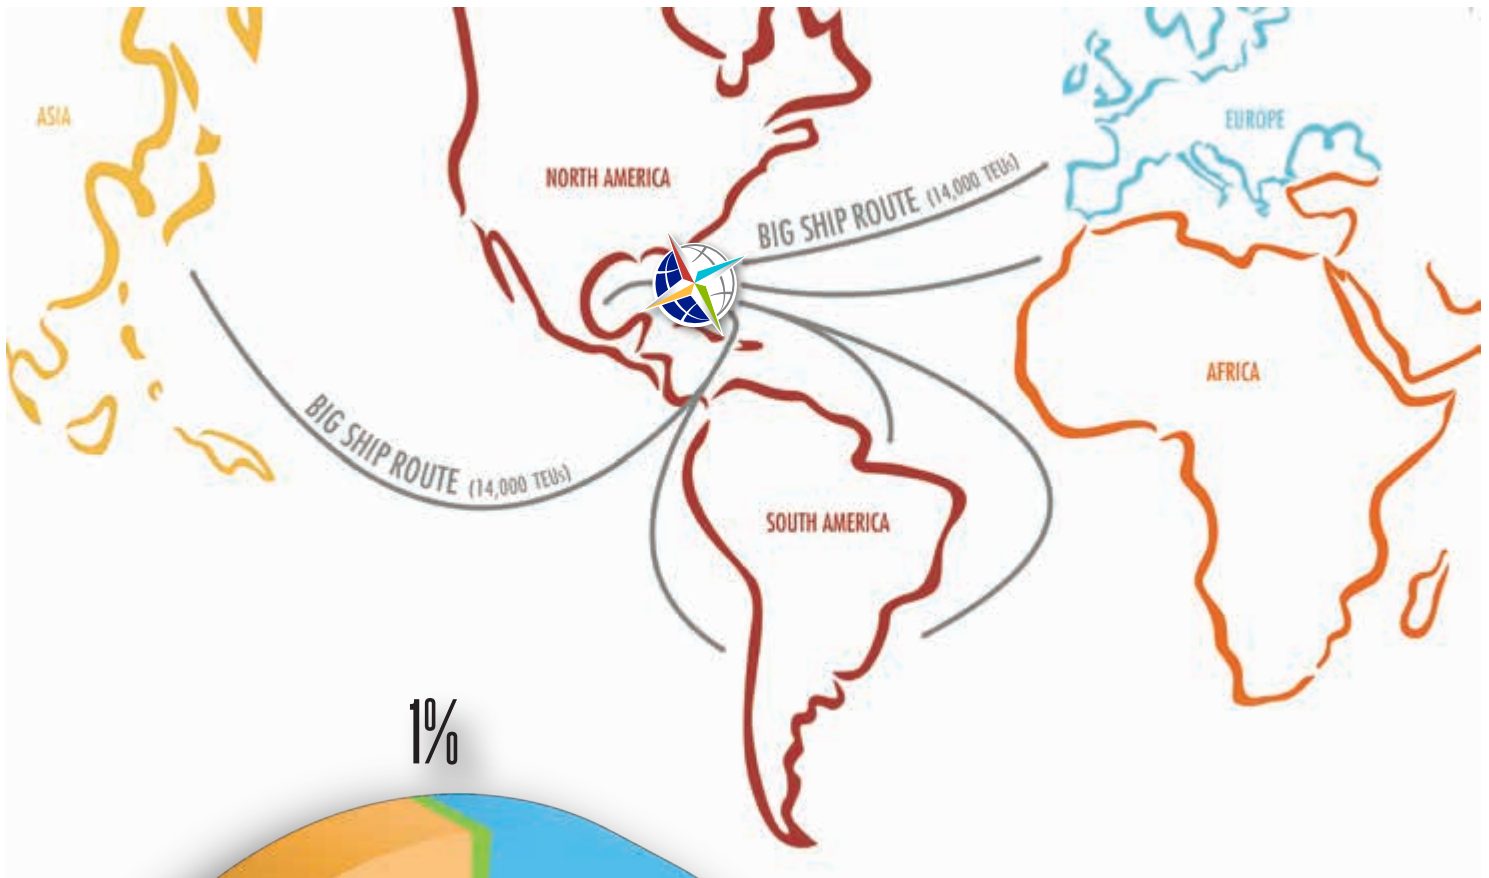 ASIA
EUROPE
NORTH AMERICA
BIG SHIP ROUTE (14,000 TEUs)
AFRICA
BIG SHIP ROUTE (14,000 TEUs)
SOUTH AMERICA
1%